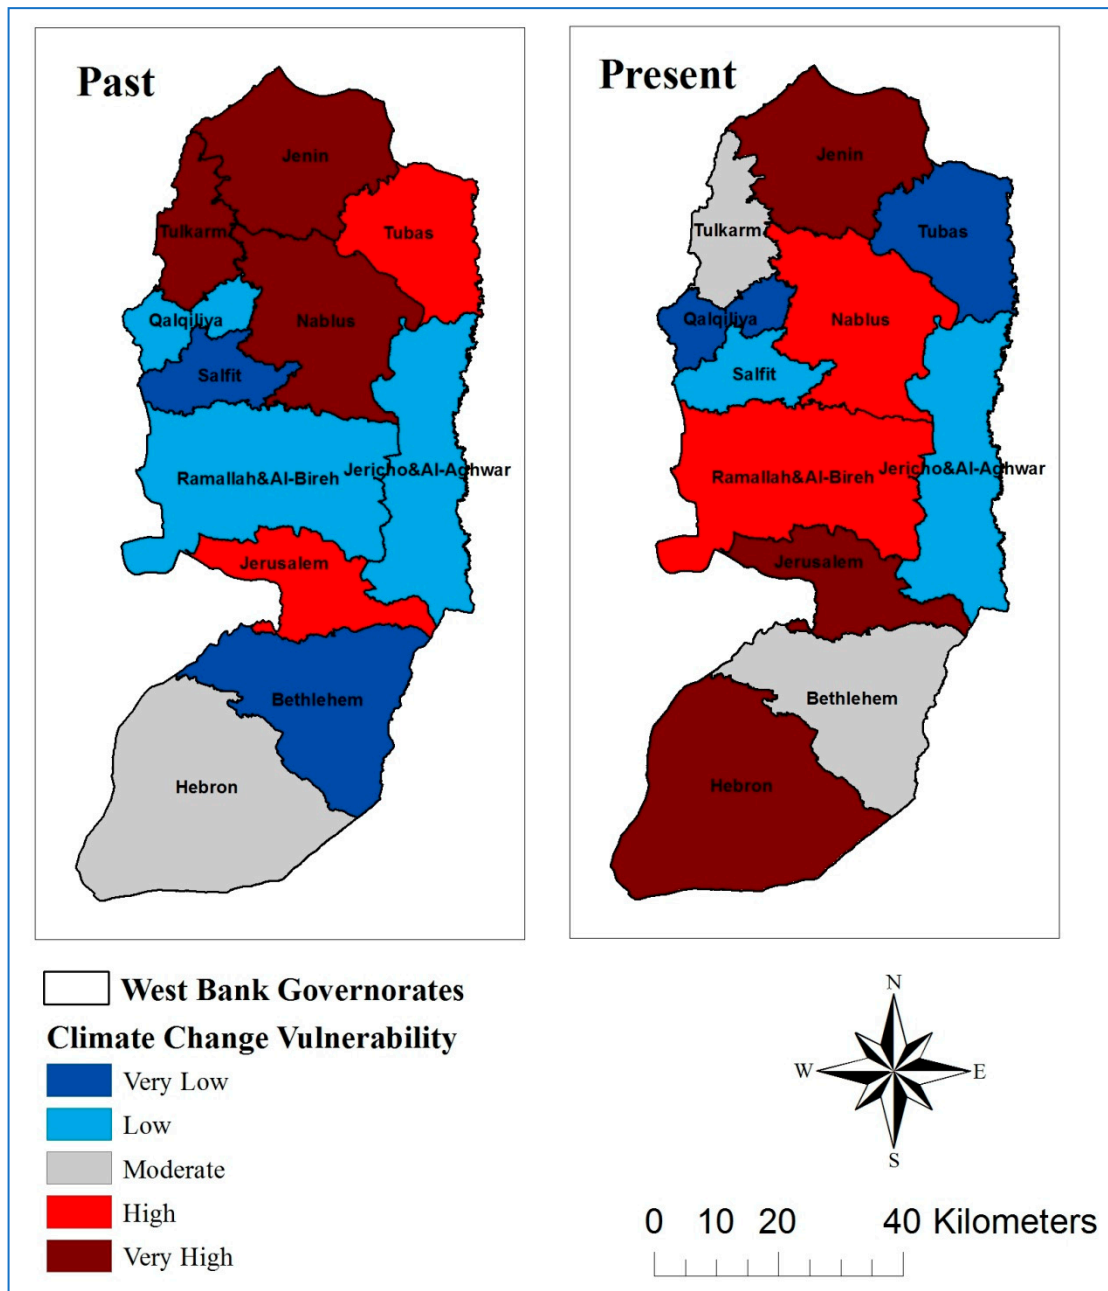 Past
Jenin
Tulkarm
Tubas
Qalqiliya
Nablus
Salfit
Ramallah&Al-Bireh
Jericho&Al-Aghwar
Jerusalem
Bethlehem
Hebron
Present
Jenin
Tulkarm
Tubas
Qalqiliya
Nablus
Salfit
Ramallah&Al-Bireh
Jericho&Al-Aghwar
Jerusalem
Bethlehem
Hebron
West Bank Governorates
Climate Change Vulnerability
Very Low
Low
Moderate
High
Very High
N
W
E
S
0 10 20 40 Kilometers